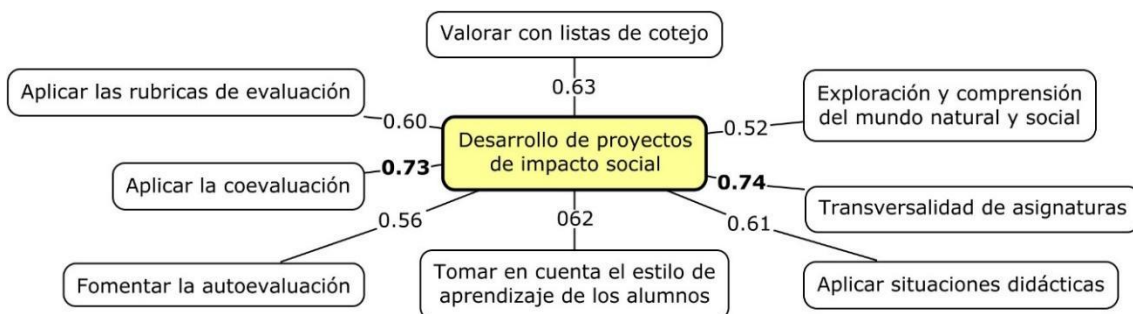 Valorar con listas de cotejo
Aplicar las rubricas de evaluación
0.63
Exploración y comprensión
del mundo natural y social
0.60
0.52
Desarrollo de proyectos
de impacto social
0.73
Aplicar la coevaluación
0.74
Transversalidad de asignaturas
0.56
062
0.61
Fomentar la autoevaluación
Tomar en cuenta el estilo de
aprendizaje de los alumnos
Aplicar situaciones didácticas